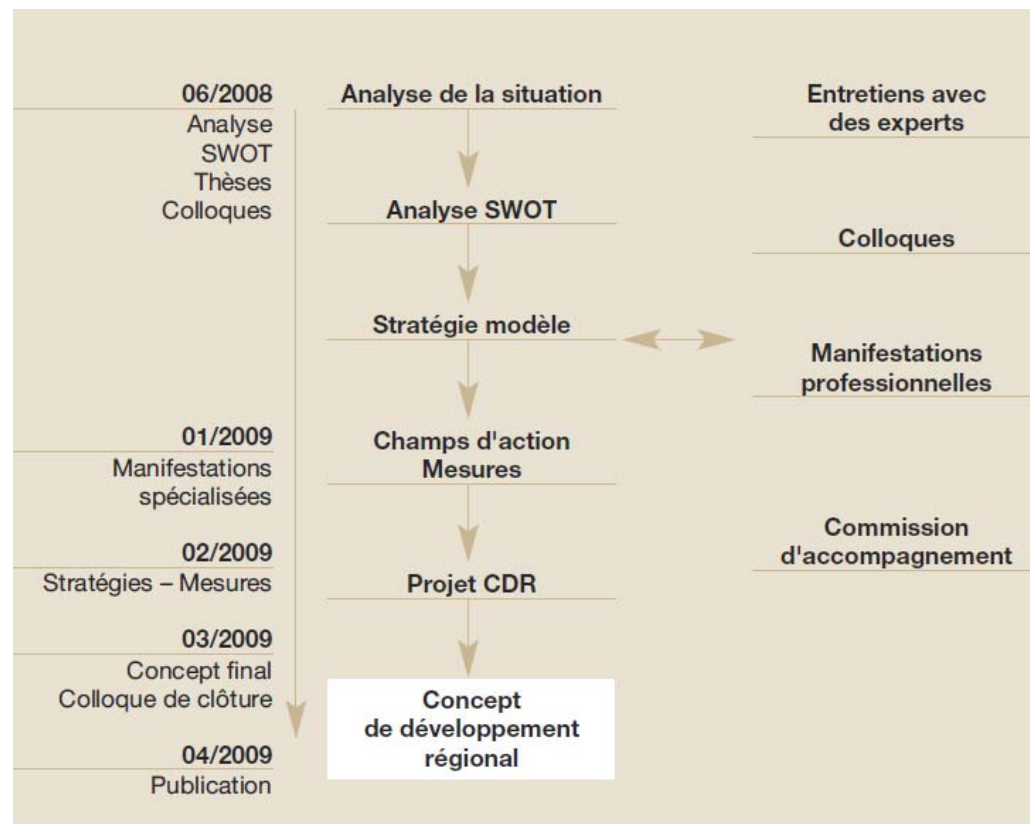 06/2008
Analyse
SWOT
Thèses
Colloques
01/2009
Manifestations
spécialisées
02/2009
Stratégies – Mesures
03/2009
Concept final
Colloque de clôture
04/2009
Publication
Analyse de la situation
Analyse SWOT
Stratégie modèle
Champs d'action
Mesures
Projet CDR
Concept
de développement
régional
Entretiens avec
des experts
Colloques
Manifestations
professionnelles
Commission
d'accompagnement